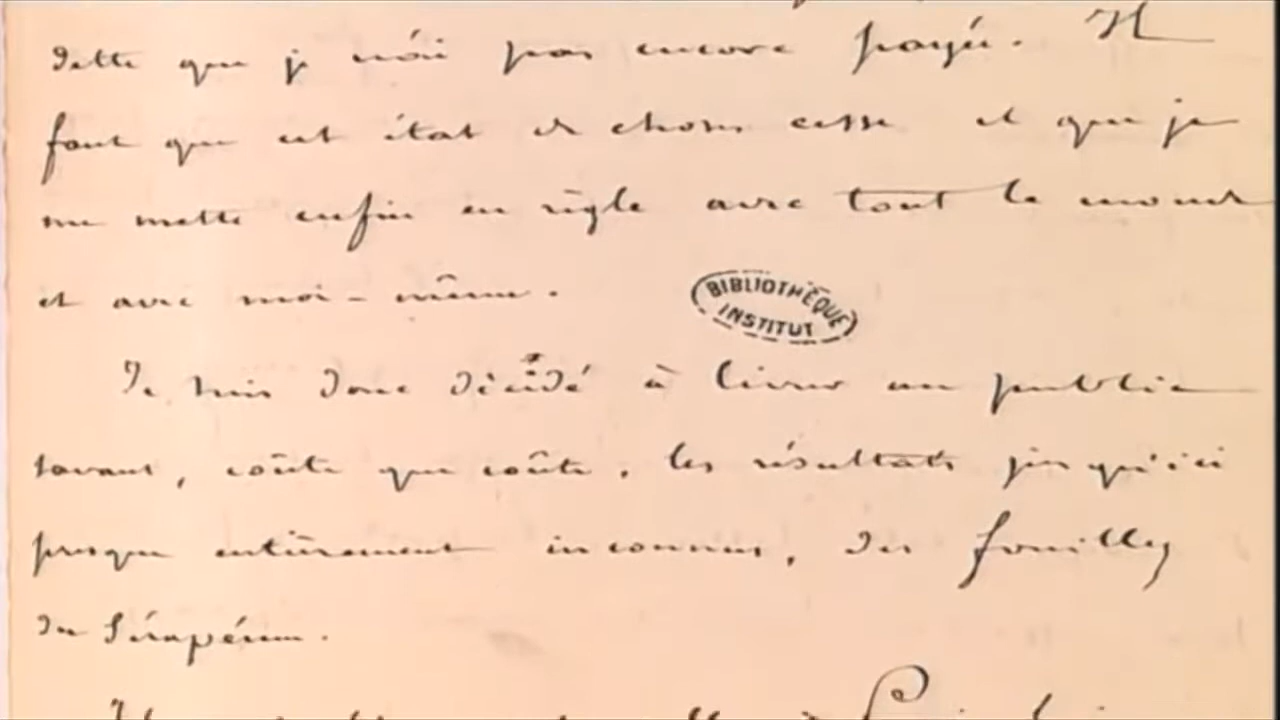 dette que je n'ai pas encore payée. Il
faut que cet état de choses cesse et que je
me mette enfin en règle avec tout le monde
et avec moi-même.
BIBLIOTHÈQUE
INSTITUT
Je suis donc décidé à livrer au public
savant, coûte que coûte, les résultats jusqu'ici
presque entièrement inconnus, des fouilles
du Sérapéum.